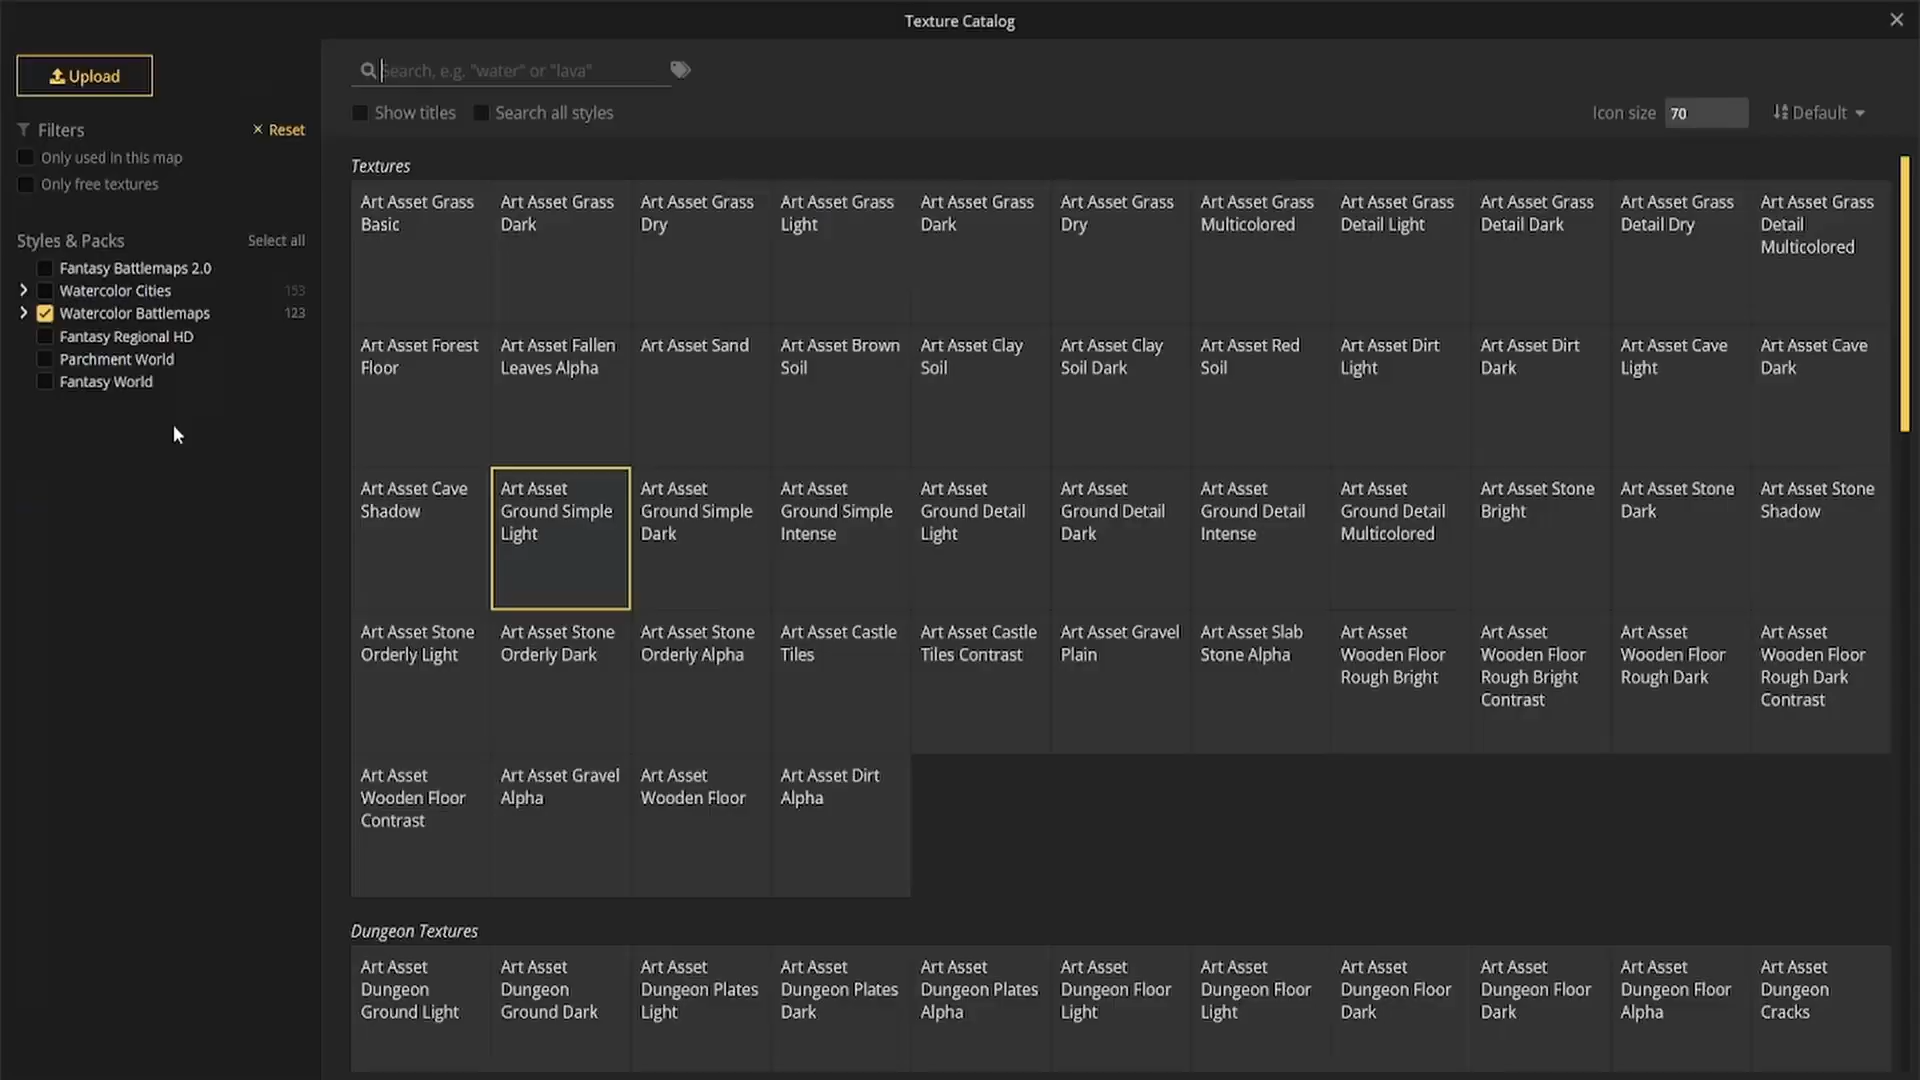 Texture Catalog
Upload
Search, e.g. "water" or "lava"
Show titles
Search all styles
Icon size
70
Default
Filters
Reset
Only used in this map
Only free textures
Styles & Packs
Select all
Fantasy Battlemaps 2.0
Watercolor Cities
153
Watercolor Battlemaps
123
Fantasy Regional HD
Parchment World
Fantasy World
Textures
Art Asset Grass
Basic
Art Asset Grass
Dark
Art Asset Grass
Dry
Art Asset Grass
Light
Art Asset Grass
Dark
Art Asset Grass
Dry
Art Asset Grass
Multicolored
Art Asset Grass
Detail Light
Art Asset Grass
Detail Dark
Art Asset Grass
Detail Dry
Art Asset Grass
Detail
Multicolored
Art Asset Forest
Floor
Art Asset Fallen
Leaves Alpha
Art Asset Sand
Art Asset Brown
Soil
Art Asset Clay
Soil
Art Asset Clay
Soil Dark
Art Asset Red
Soil
Art Asset Dirt
Light
Art Asset Dirt
Dark
Art Asset Cave
Light
Art Asset Cave
Dark
Art Asset Cave
Shadow
Art Asset
Ground Simple
Light
Art Asset
Ground Simple
Dark
Art Asset
Ground Simple
Intense
Art Asset
Ground Detail
Light
Art Asset
Ground Detail
Dark
Art Asset
Ground Detail
Intense
Art Asset
Ground Detail
Multicolored
Art Asset Stone
Bright
Art Asset Stone
Dark
Art Asset Stone
Shadow
Art Asset Stone
Orderly Light
Art Asset Stone
Orderly Dark
Art Asset Stone
Orderly Alpha
Art Asset Castle
Tiles
Art Asset Castle
Tiles Contrast
Art Asset Gravel
Plain
Art Asset Slab
Stone Alpha
Art Asset
Wooden Floor
Rough Bright
Art Asset
Wooden Floor
Rough Bright
Contrast
Art Asset
Wooden Floor
Rough Dark
Art Asset
Wooden Floor
Rough Dark
Contrast
Art Asset
Wooden Floor
Contrast
Art Asset Gravel
Alpha
Art Asset
Wooden Floor
Art Asset Dirt
Alpha
Dungeon Textures
Art Asset
Dungeon
Ground Light
Art Asset
Dungeon
Ground Dark
Art Asset
Dungeon Plates
Light
Art Asset
Dungeon Plates
Dark
Art Asset
Dungeon Plates
Alpha
Art Asset
Dungeon Floor
Light
Art Asset
Dungeon Floor
Light
Art Asset
Dungeon Floor
Dark
Art Asset
Dungeon Floor
Dark
Art Asset
Dungeon Floor
Alpha
Art Asset
Dungeon
Cracks